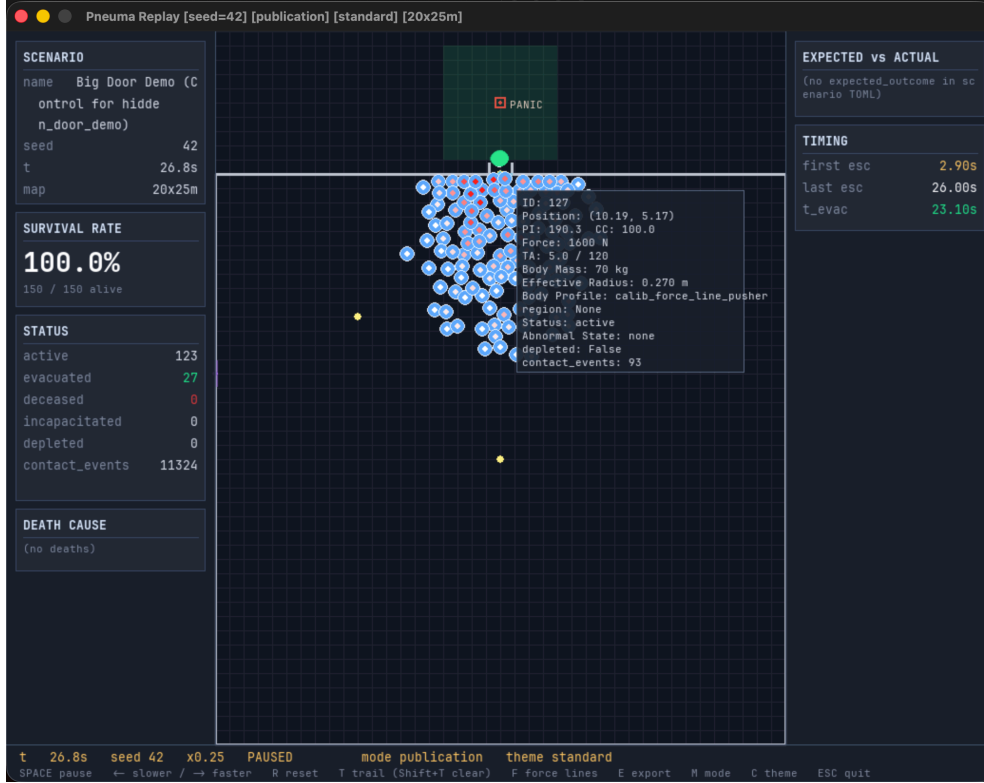 Pneuma Replay [seed=42] [publication] [standard] [20x25m]
SCENARIO
name Big Door Demo (C
ontrol for hidde
n_door_demo)
seed 42
t 26.8s
map 20x25m
SURVIVAL RATE
100.0%
150 / 150 alive
STATUS
active 123
evacuated 27
deceased 0
incapacitated 0
depleted 0
contact_events 11324
DEATH CAUSE
(no deaths)
PANIC
ID: 127
Position: (10.19, 5.17)
PI: 190.3 CC: 100.0
Force: 1600 N
TA: 5.0 / 120
Body Mass: 70 kg
Effective Radius: 0.270 m
Body Profile: calib_force_line_pusher
region: None
Status: active
Abnormal State: none
depleted: False
contact_events: 93
EXPECTED vs ACTUAL
(no expected_outcome in sc
enario TOML)
TIMING
first esc 2.90s
last esc 26.00s
t_evac 23.10s
t 26.8s seed 42 x0.25 PAUSED mode publication theme standard
SPACE pause ← slower / → faster R reset T trail (Shift+T clear) F force lines E export M mode C theme ESC quit